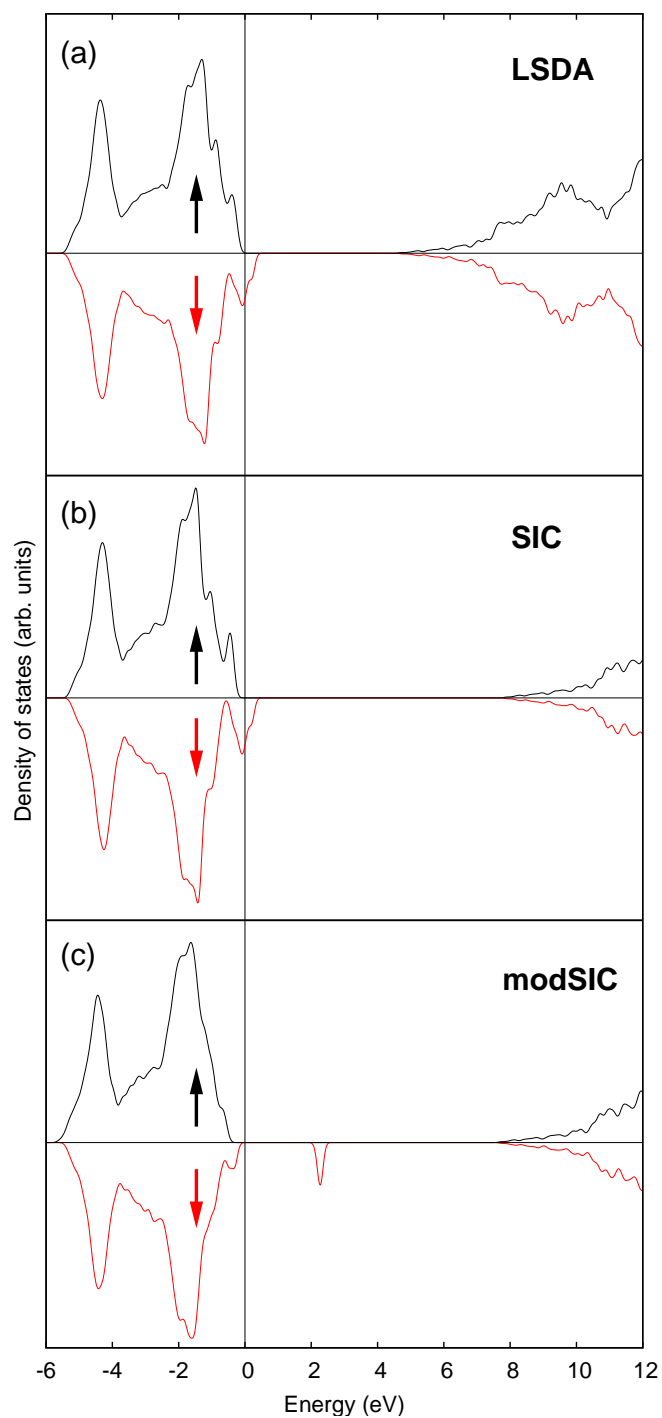 (a)
LSDA
(b)
SIC
(c)
modSIC
Density of states (arb. units)
-6 -4 -2 0 2 4 6 8 10 12
Energy (eV)